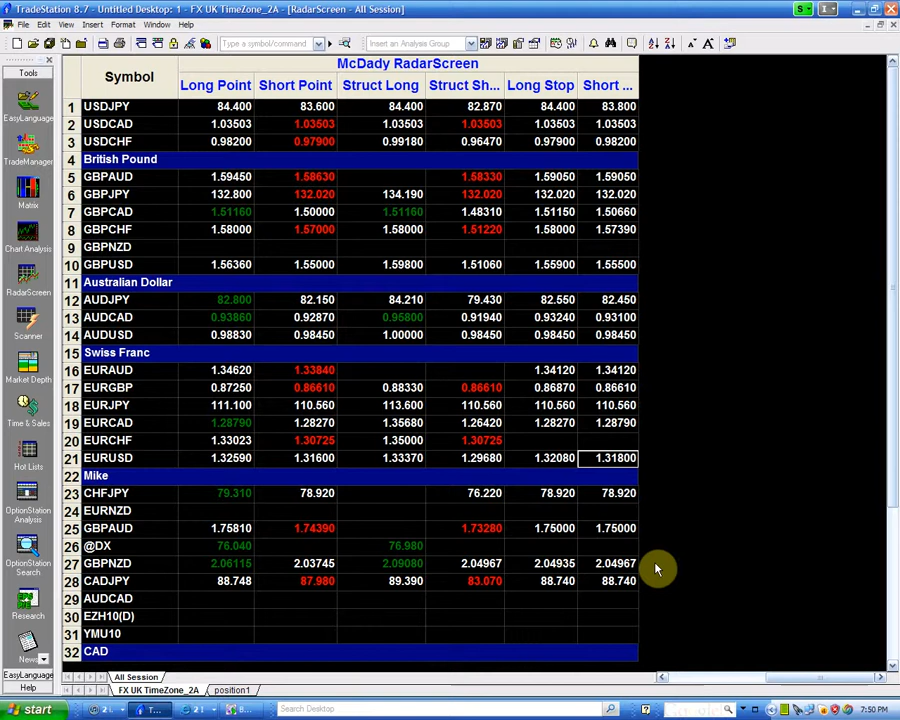 TradeStation 8.7 - Untitled Desktop: 1 - FX UK TimeZone_2A - [RadarScreen - All Session]
File Edit View Insert Format Window Help
Type a symbol/command Insert an Analysis Group
Tools
EasyLanguage
TradeManager
Matrix
Chart Analysis
RadarScreen
Scanner
Market Depth
Time & Sales
Hot Lists
OptionStation Analysis
OptionStation Search
Research
News
EasyLanguage
Help
McDady RadarScreen
Symbol Long Point Short Point Struct Long Struct Sh... Long Stop Short ...
1 USDJPY 84.400 83.600 84.400 82.870 84.400 83.800
2 USDCAD 1.03503 1.03503 1.03503 1.03503 1.03503 1.03503
3 USDCHF 0.98200 0.97900 0.99180 0.96470 0.97900 0.98200
4 British Pound
5 GBPAUD 1.59450 1.58630 1.58330 1.59050 1.59050
6 GBPJPY 132.800 132.020 134.190 132.020 132.020 132.020
7 GBPCAD 1.51160 1.50000 1.51160 1.48310 1.51150 1.50660
8 GBPCHF 1.58000 1.57000 1.58000 1.51220 1.58000 1.57390
9 GBPNZD
10 GBPUSD 1.56360 1.55000 1.59800 1.51060 1.55900 1.55500
11 Australian Dollar
12 AUDJPY 82.800 82.150 84.210 79.430 82.550 82.450
13 AUDCAD 0.93860 0.92870 0.95800 0.91940 0.93240 0.93100
14 AUDUSD 0.98830 0.98450 1.00000 0.98450 0.98450 0.98450
15 Swiss Franc
16 EURAUD 1.34620 1.33840 1.34120 1.34120
17 EURGBP 0.87250 0.86610 0.88330 0.86610 0.86870 0.86610
18 EURJPY 111.100 110.560 113.600 110.560 110.560 110.560
19 EURCAD 1.28790 1.28270 1.35680 1.26420 1.28270 1.28790
20 EURCHF 1.33023 1.30725 1.35000 1.30725
21 EURUSD 1.32590 1.31600 1.33370 1.29680 1.32080 1.31800
22 Mike
23 CHFJPY 79.310 78.920 76.220 78.920 78.920
24 EURNZD
25 GBPAUD 1.75810 1.74390 1.73280 1.75000 1.75000
26 @DX 76.040 76.980
27 GBPNZD 2.06115 2.03745 2.09080 2.04967 2.04935 2.04967
28 CADJPY 88.748 87.980 89.390 83.070 88.740 88.740
29 AUDCAD
30 EZH10(D)
31 YMU10
32 CAD
All Session
FX UK TimeZone_2A position1
start Search Desktop 7:50 PM